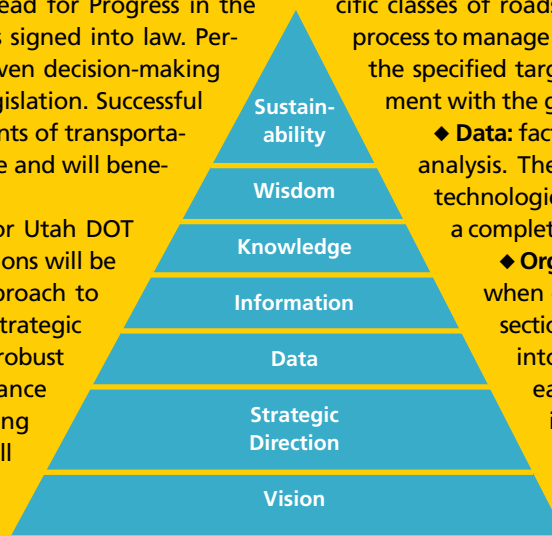 ead for Progress in the
s signed into law. Per-
ven decision-making
gislation. Successful
nts of transporta-
e and will bene-
or Utah DOT
ons will be
roach to
trategic
robust
ance
ng
ll
Sustain-
ability
Wisdom
Knowledge
Information
Data
Strategic
Direction
Vision
cific classes of roads
process to manage
the specified targ
ment with the g
◆ Data: fact
analysis. The
technologie
a complet
◆ Org
when
sectio
into
ea